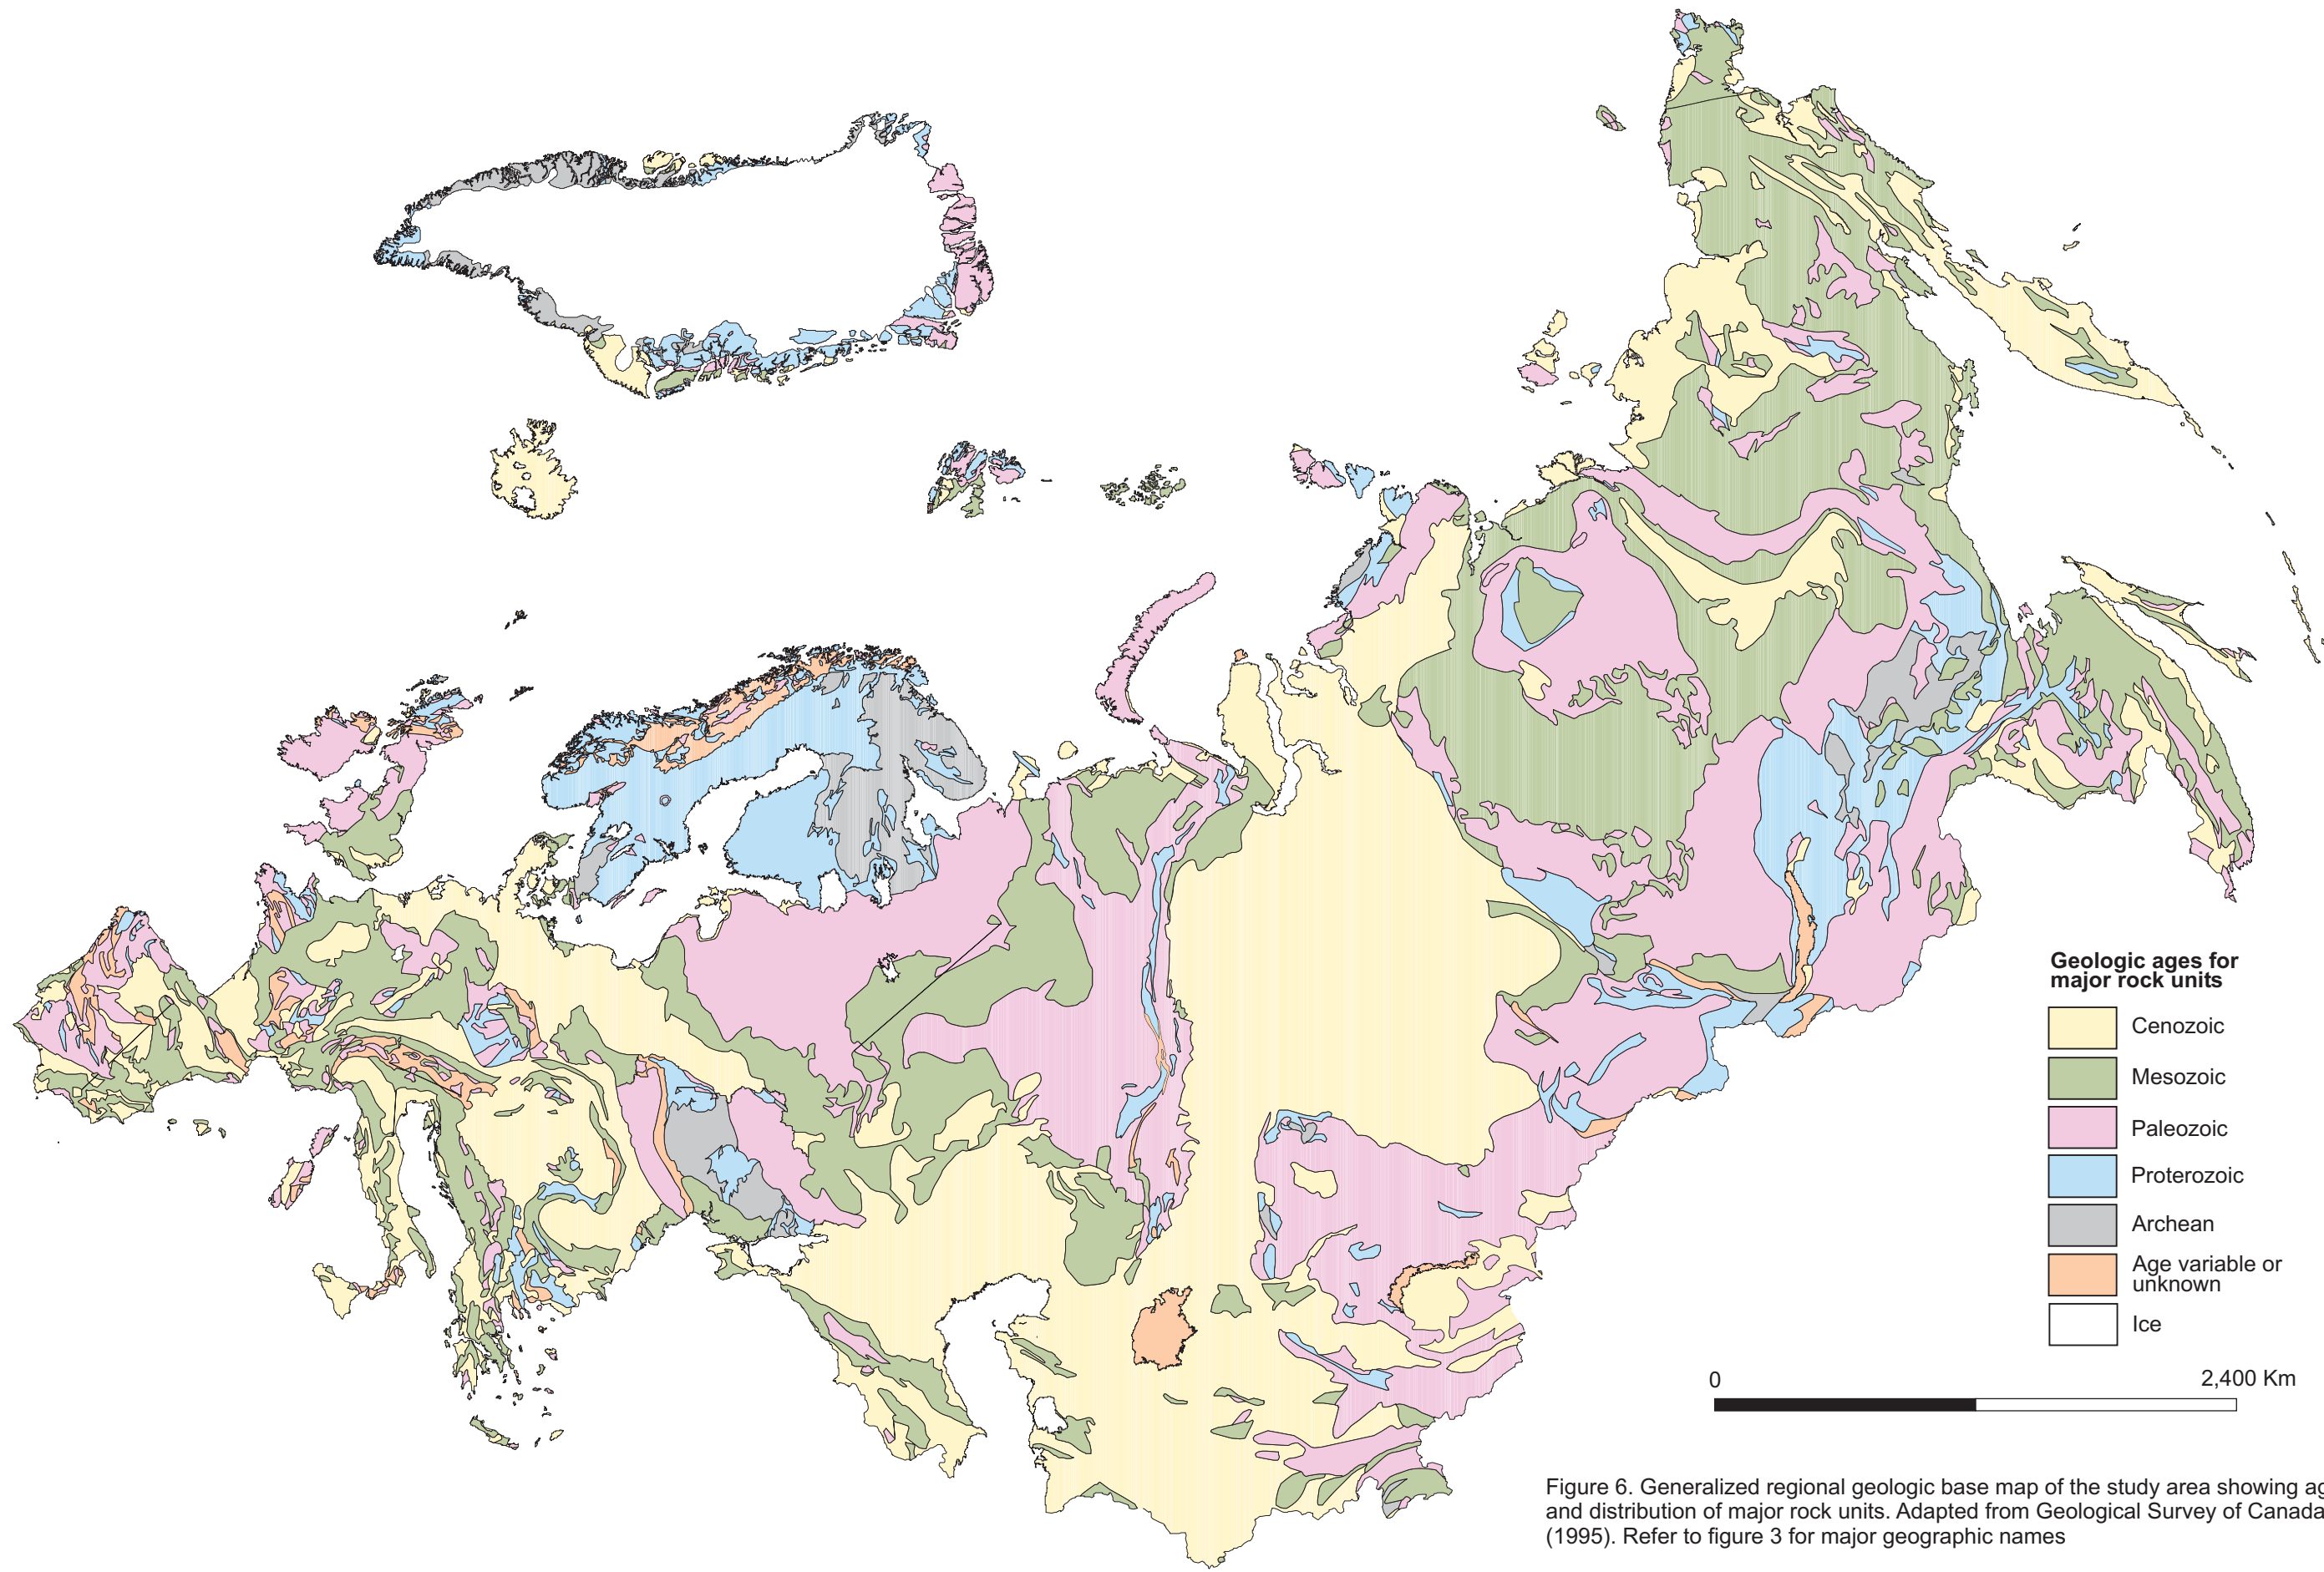 Geologic ages for
major rock units
Cenozoic
Mesozoic
Paleozoic
Proterozoic
Archean
Age variable or
unknown
Ice
0 2,400 Km
Figure 6. Generalized regional geologic base map of the study area showing ag
and distribution of major rock units. Adapted from Geological Survey of Canada
(1995). Refer to figure 3 for major geographic names